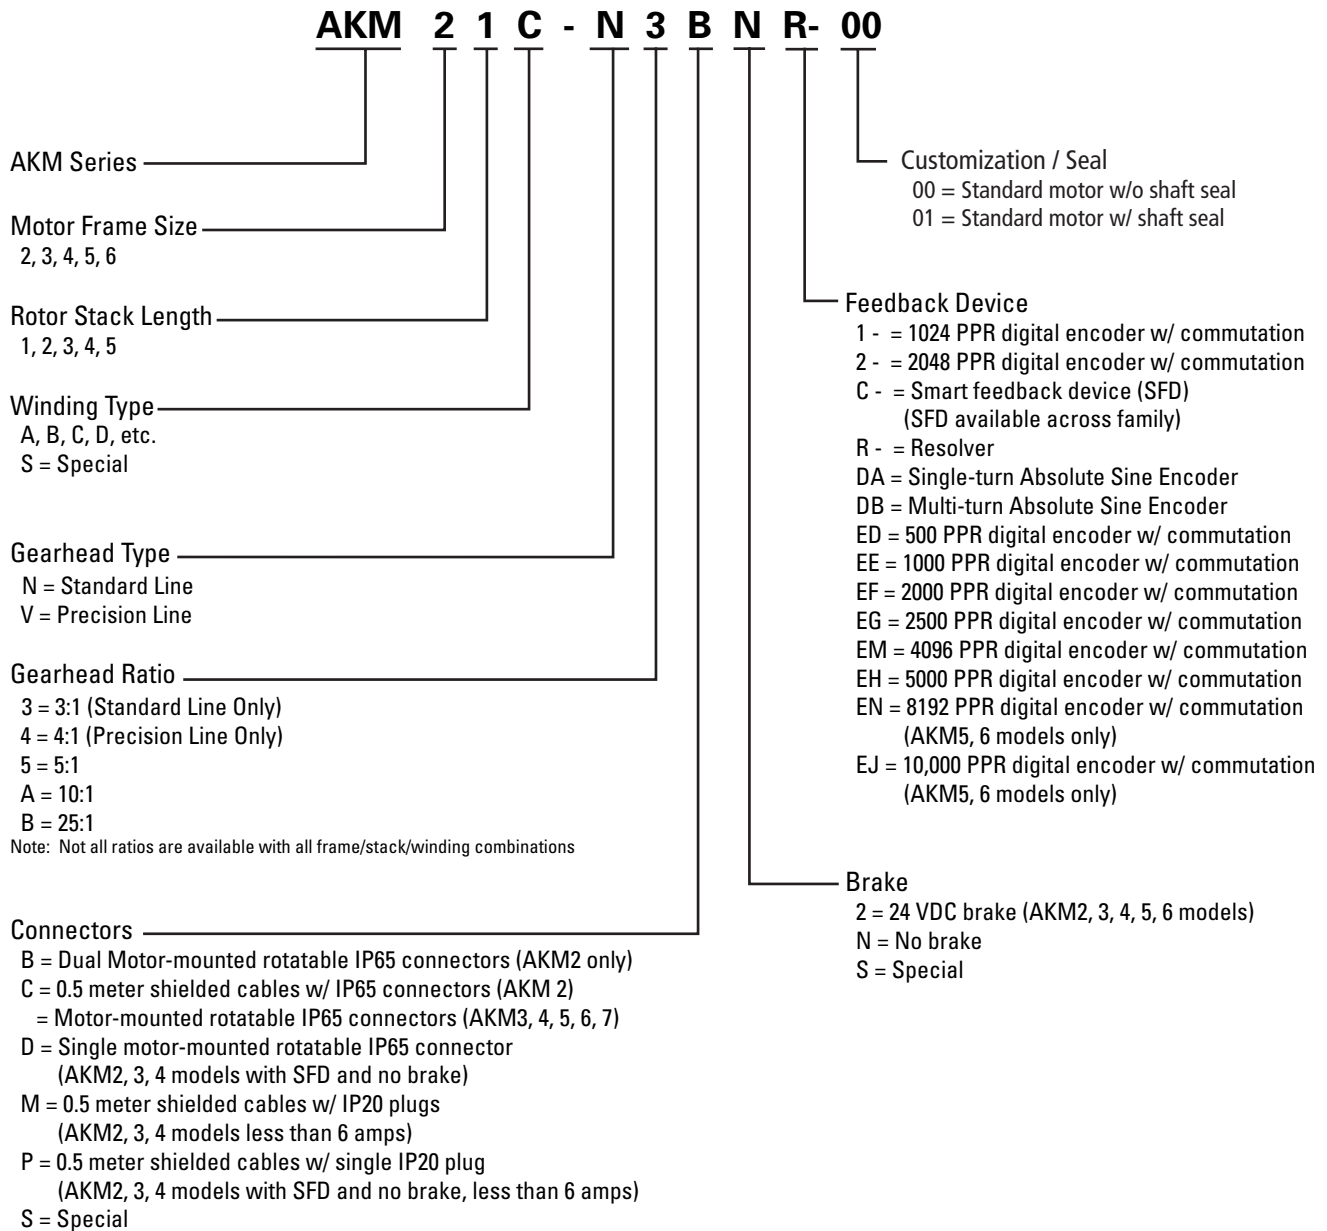 AKM 2 1 C - N 3 B N R- 00
AKM Series
Motor Frame Size
2, 3, 4, 5, 6
Rotor Stack Length
1, 2, 3, 4, 5
Winding Type
A, B, C, D, etc.
S = Special
Gearhead Type
N = Standard Line
V = Precision Line
Gearhead Ratio
3 = 3:1 (Standard Line Only)
4 = 4:1 (Precision Line Only)
5 = 5:1
A = 10:1
B = 25:1
Note: Not all ratios are available with all frame/stack/winding combinations
Connectors
B = Dual Motor-mounted rotatable IP65 connectors (AKM2 only)
C = 0.5 meter shielded cables w/ IP65 connectors (AKM 2)
= Motor-mounted rotatable IP65 connectors (AKM3, 4, 5, 6, 7)
D = Single motor-mounted rotatable IP65 connector
(AKM2, 3, 4 models with SFD and no brake)
M = 0.5 meter shielded cables w/ IP20 plugs
(AKM2, 3, 4 models less than 6 amps)
P = 0.5 meter shielded cables w/ single IP20 plug
(AKM2, 3, 4 models with SFD and no brake, less than 6 amps)
S = Special
Customization / Seal
00 = Standard motor w/o shaft seal
01 = Standard motor w/ shaft seal
Feedback Device
1 - = 1024 PPR digital encoder w/ commutation
2 - = 2048 PPR digital encoder w/ commutation
C - = Smart feedback device (SFD)
(SFD available across family)
R - = Resolver
DA = Single-turn Absolute Sine Encoder
DB = Multi-turn Absolute Sine Encoder
ED = 500 PPR digital encoder w/ commutation
EE = 1000 PPR digital encoder w/ commutation
EF = 2000 PPR digital encoder w/ commutation
EG = 2500 PPR digital encoder w/ commutation
EM = 4096 PPR digital encoder w/ commutation
EH = 5000 PPR digital encoder w/ commutation
EN = 8192 PPR digital encoder w/ commutation
(AKM5, 6 models only)
EJ = 10,000 PPR digital encoder w/ commutation
(AKM5, 6 models only)
Brake
2 = 24 VDC brake (AKM2, 3, 4, 5, 6 models)
N = No brake
S = Special